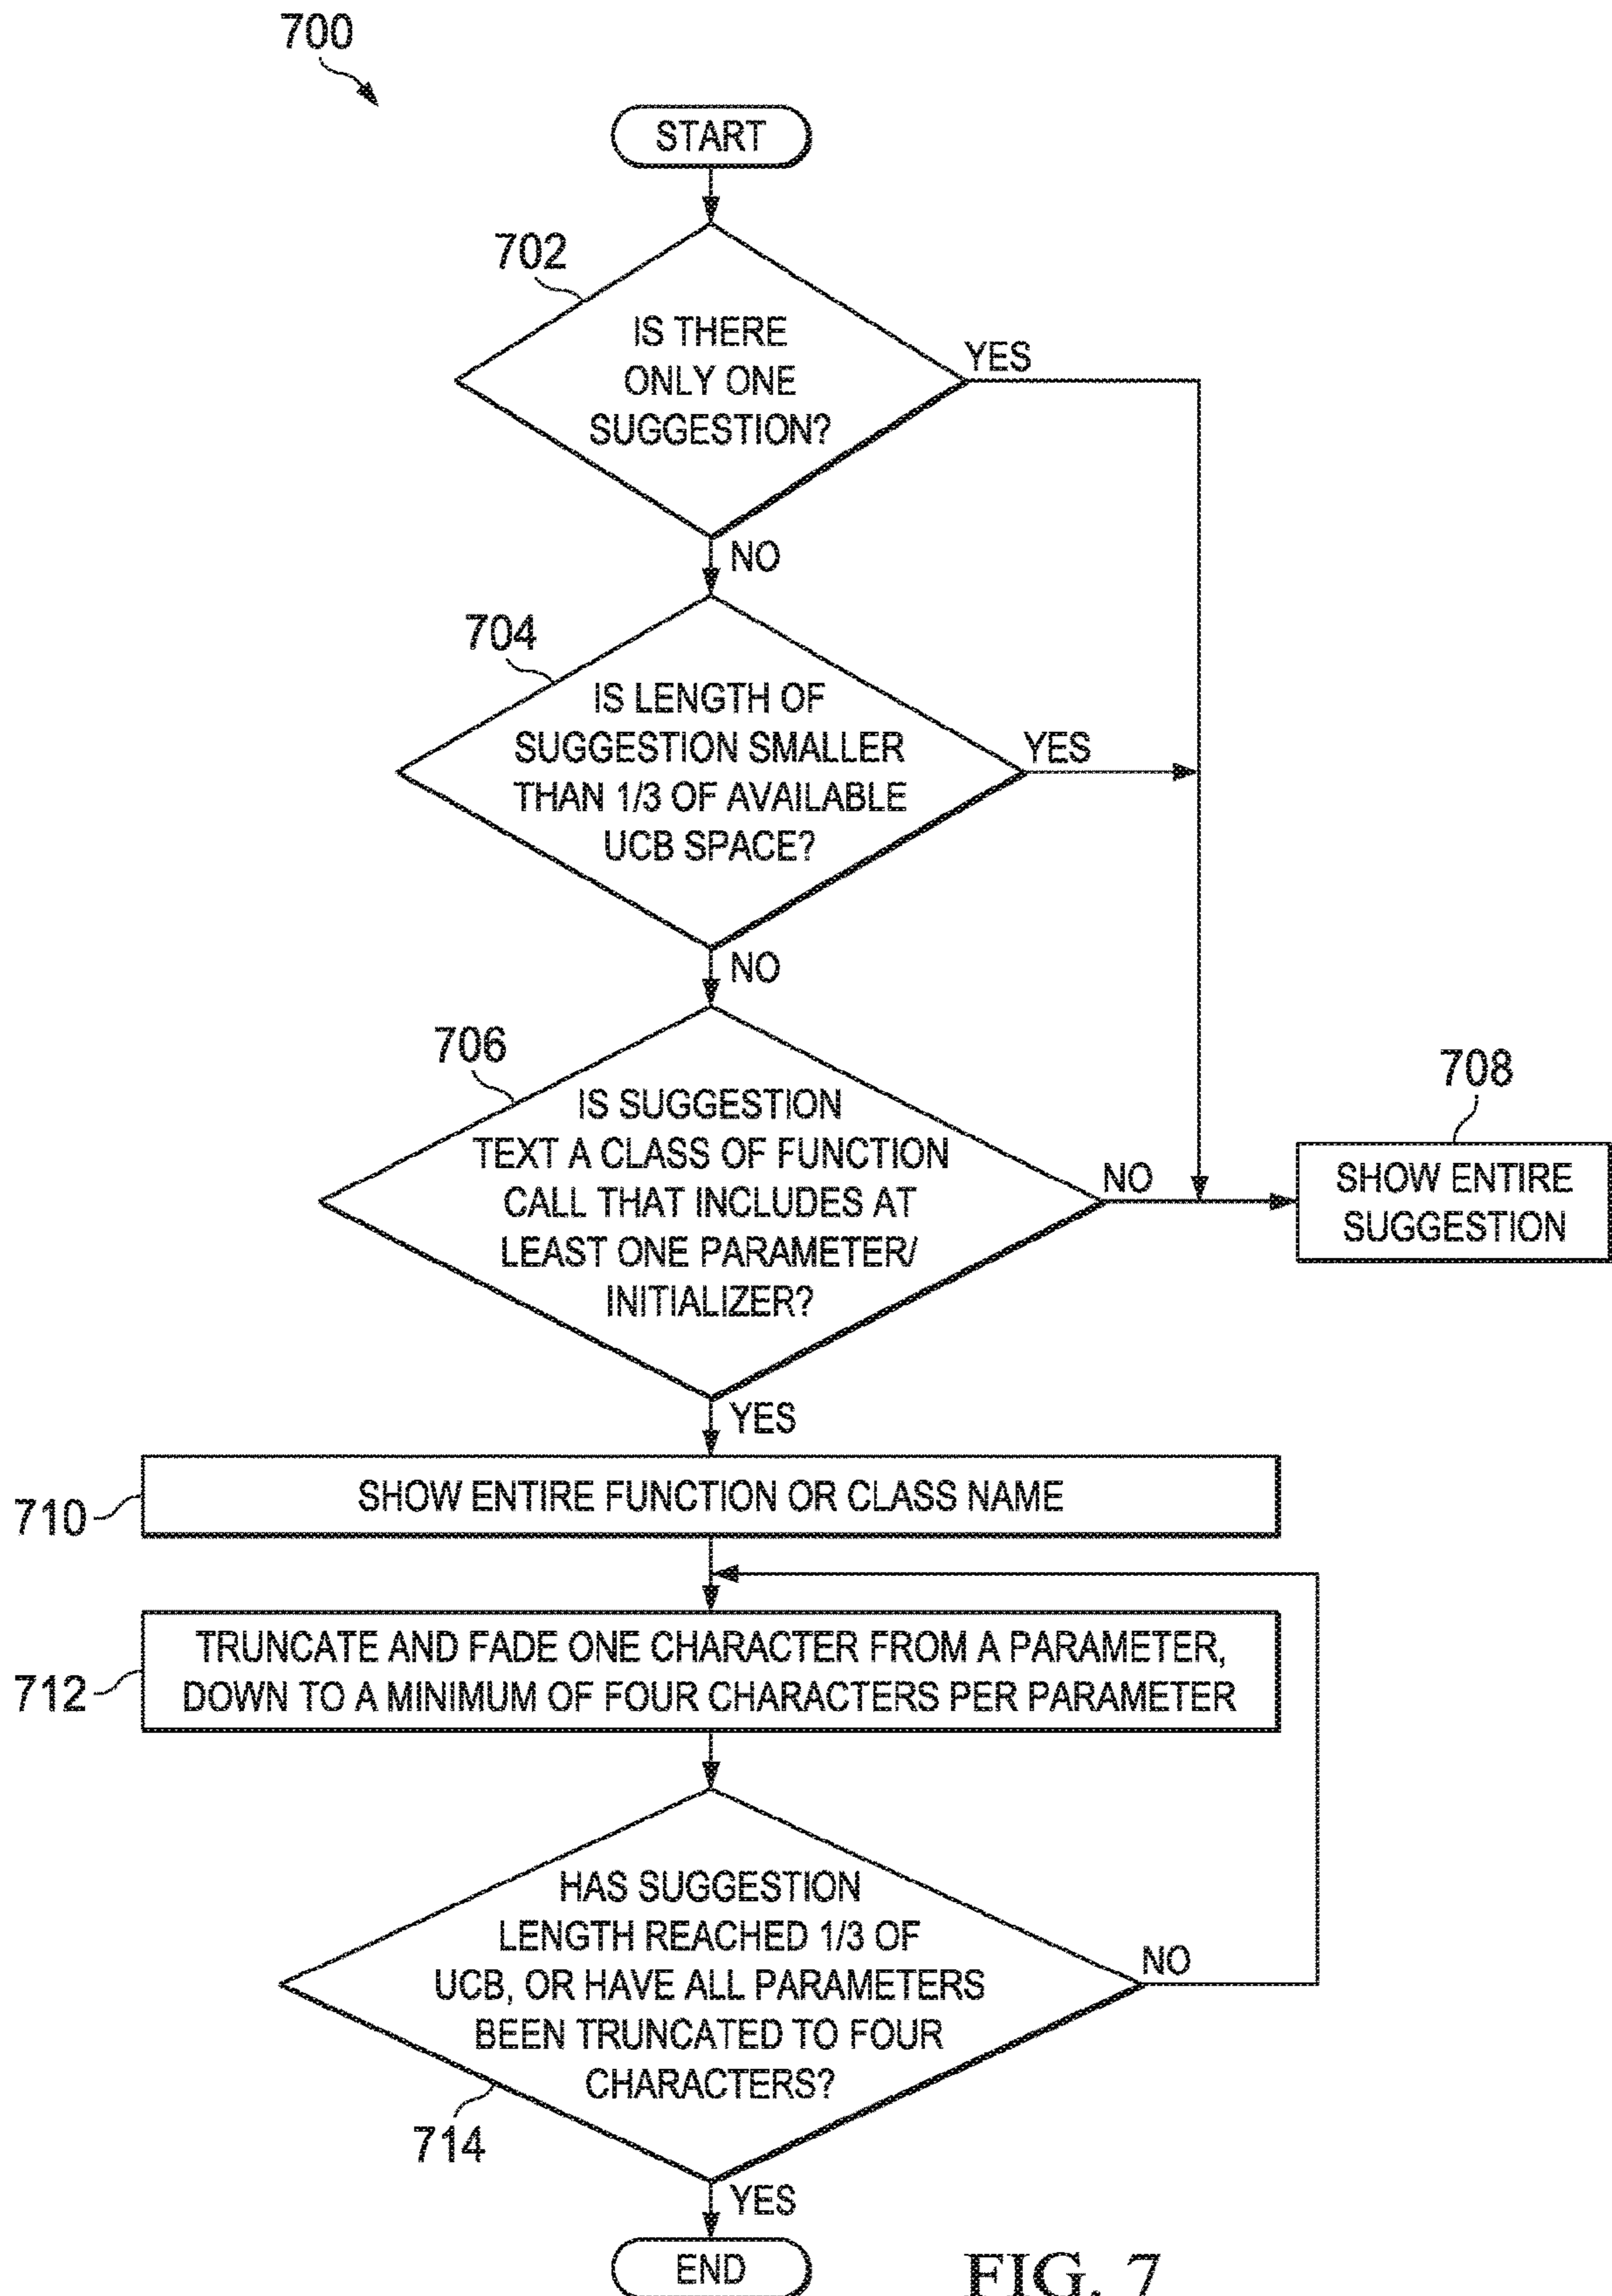 700
START
702
IS THERE
ONLY ONE
SUGGESTION?
YES
NO
704
IS LENGTH OF
SUGGESTION SMALLER
THAN 1/3 OF AVAILABLE
UCB SPACE?
YES
NO
706
IS SUGGESTION
TEXT A CLASS OF FUNCTION
CALL THAT INCLUDES AT
LEAST ONE PARAMETER/
INITIALIZER?
NO
708
SHOW ENTIRE
SUGGESTION
YES
710
SHOW ENTIRE FUNCTION OR CLASS NAME
712
TRUNCATE AND FADE ONE CHARACTER FROM A PARAMETER,
DOWN TO A MINIMUM OF FOUR CHARACTERS PER PARAMETER
HAS SUGGESTION
LENGTH REACHED 1/3 OF
UCB, OR HAVE ALL PARAMETERS
BEEN TRUNCATED TO FOUR
CHARACTERS?
NO
714
YES
END
FIG. 7